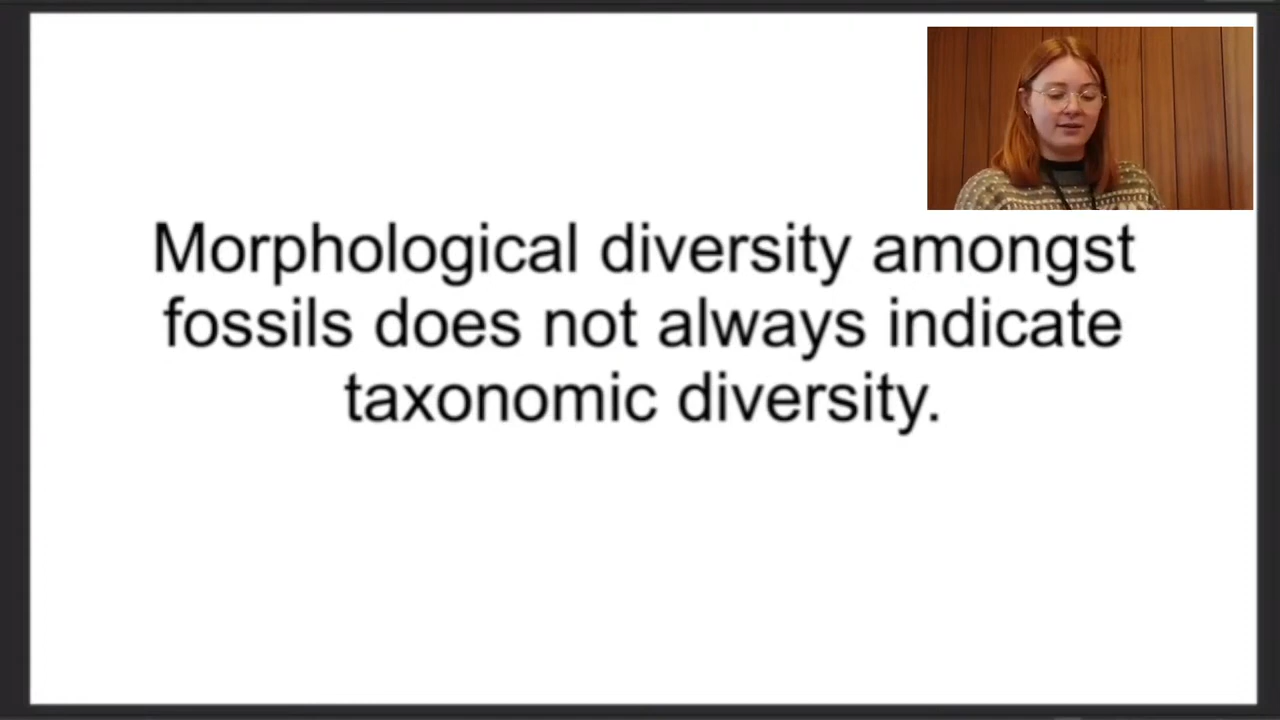 Morphological diversity amongst
fossils does not always indicate
taxonomic diversity.